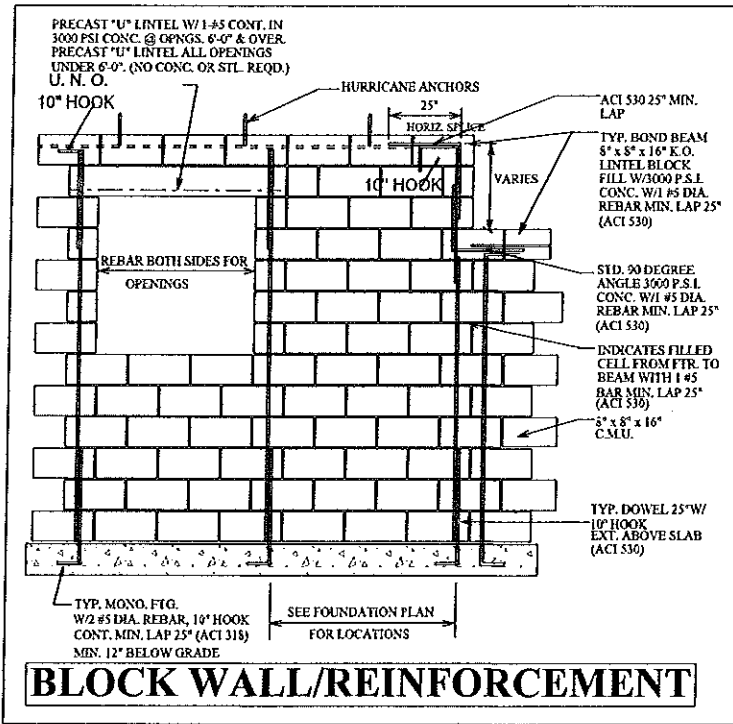 PRECAST "U" LINTEL W/ 1-#5 CONT. IN
3000 PSI CONC. @ OPNGS. 6'-0" & OVER.
PRECAST "U" LINTEL ALL OPENINGS
UNDER 6'-0". (NO CONC. OR STL. REQD.)
U. N. O.
10" HOOK
HURRICANE ANCHORS
25"
HORIZ. SPLICE
10" HOOK
VARIES
ACI 530 25" MIN.
LAP
TYP. BOND BEAM
8" x 8" x 16" K.O.
LINTEL BLOCK
FILL W/3000 P.S.I.
CONC. W/1 #5 DIA.
REBAR MIN. LAP 25"
(ACI 530)
REBAR BOTH SIDES FOR
OPENINGS
STD. 90 DEGREE
ANGLE 3000 P.S.I.
CONC. W/1 #5 DIA.
REBAR MIN. LAP 25"
(ACI 530)
INDICATES FILLED
CELL FROM FTR. TO
BEAM WITH 1 #5
BAR MIN. LAP 25"
(ACI 530)
8" x 8" x 16"
C.M.U.
TYP. DOWEL 25"W/
10" HOOK
EXT. ABOVE SLAB
(ACI 530)
TYP. MONO. FTG.
W/2 #5 DIA. REBAR, 10" HOOK
CONT. MIN. LAP 25" (ACI 318)
MIN. 12" BELOW GRADE
SEE FOUNDATION PLAN
FOR LOCATIONS
BLOCK WALL/REINFORCEMENT